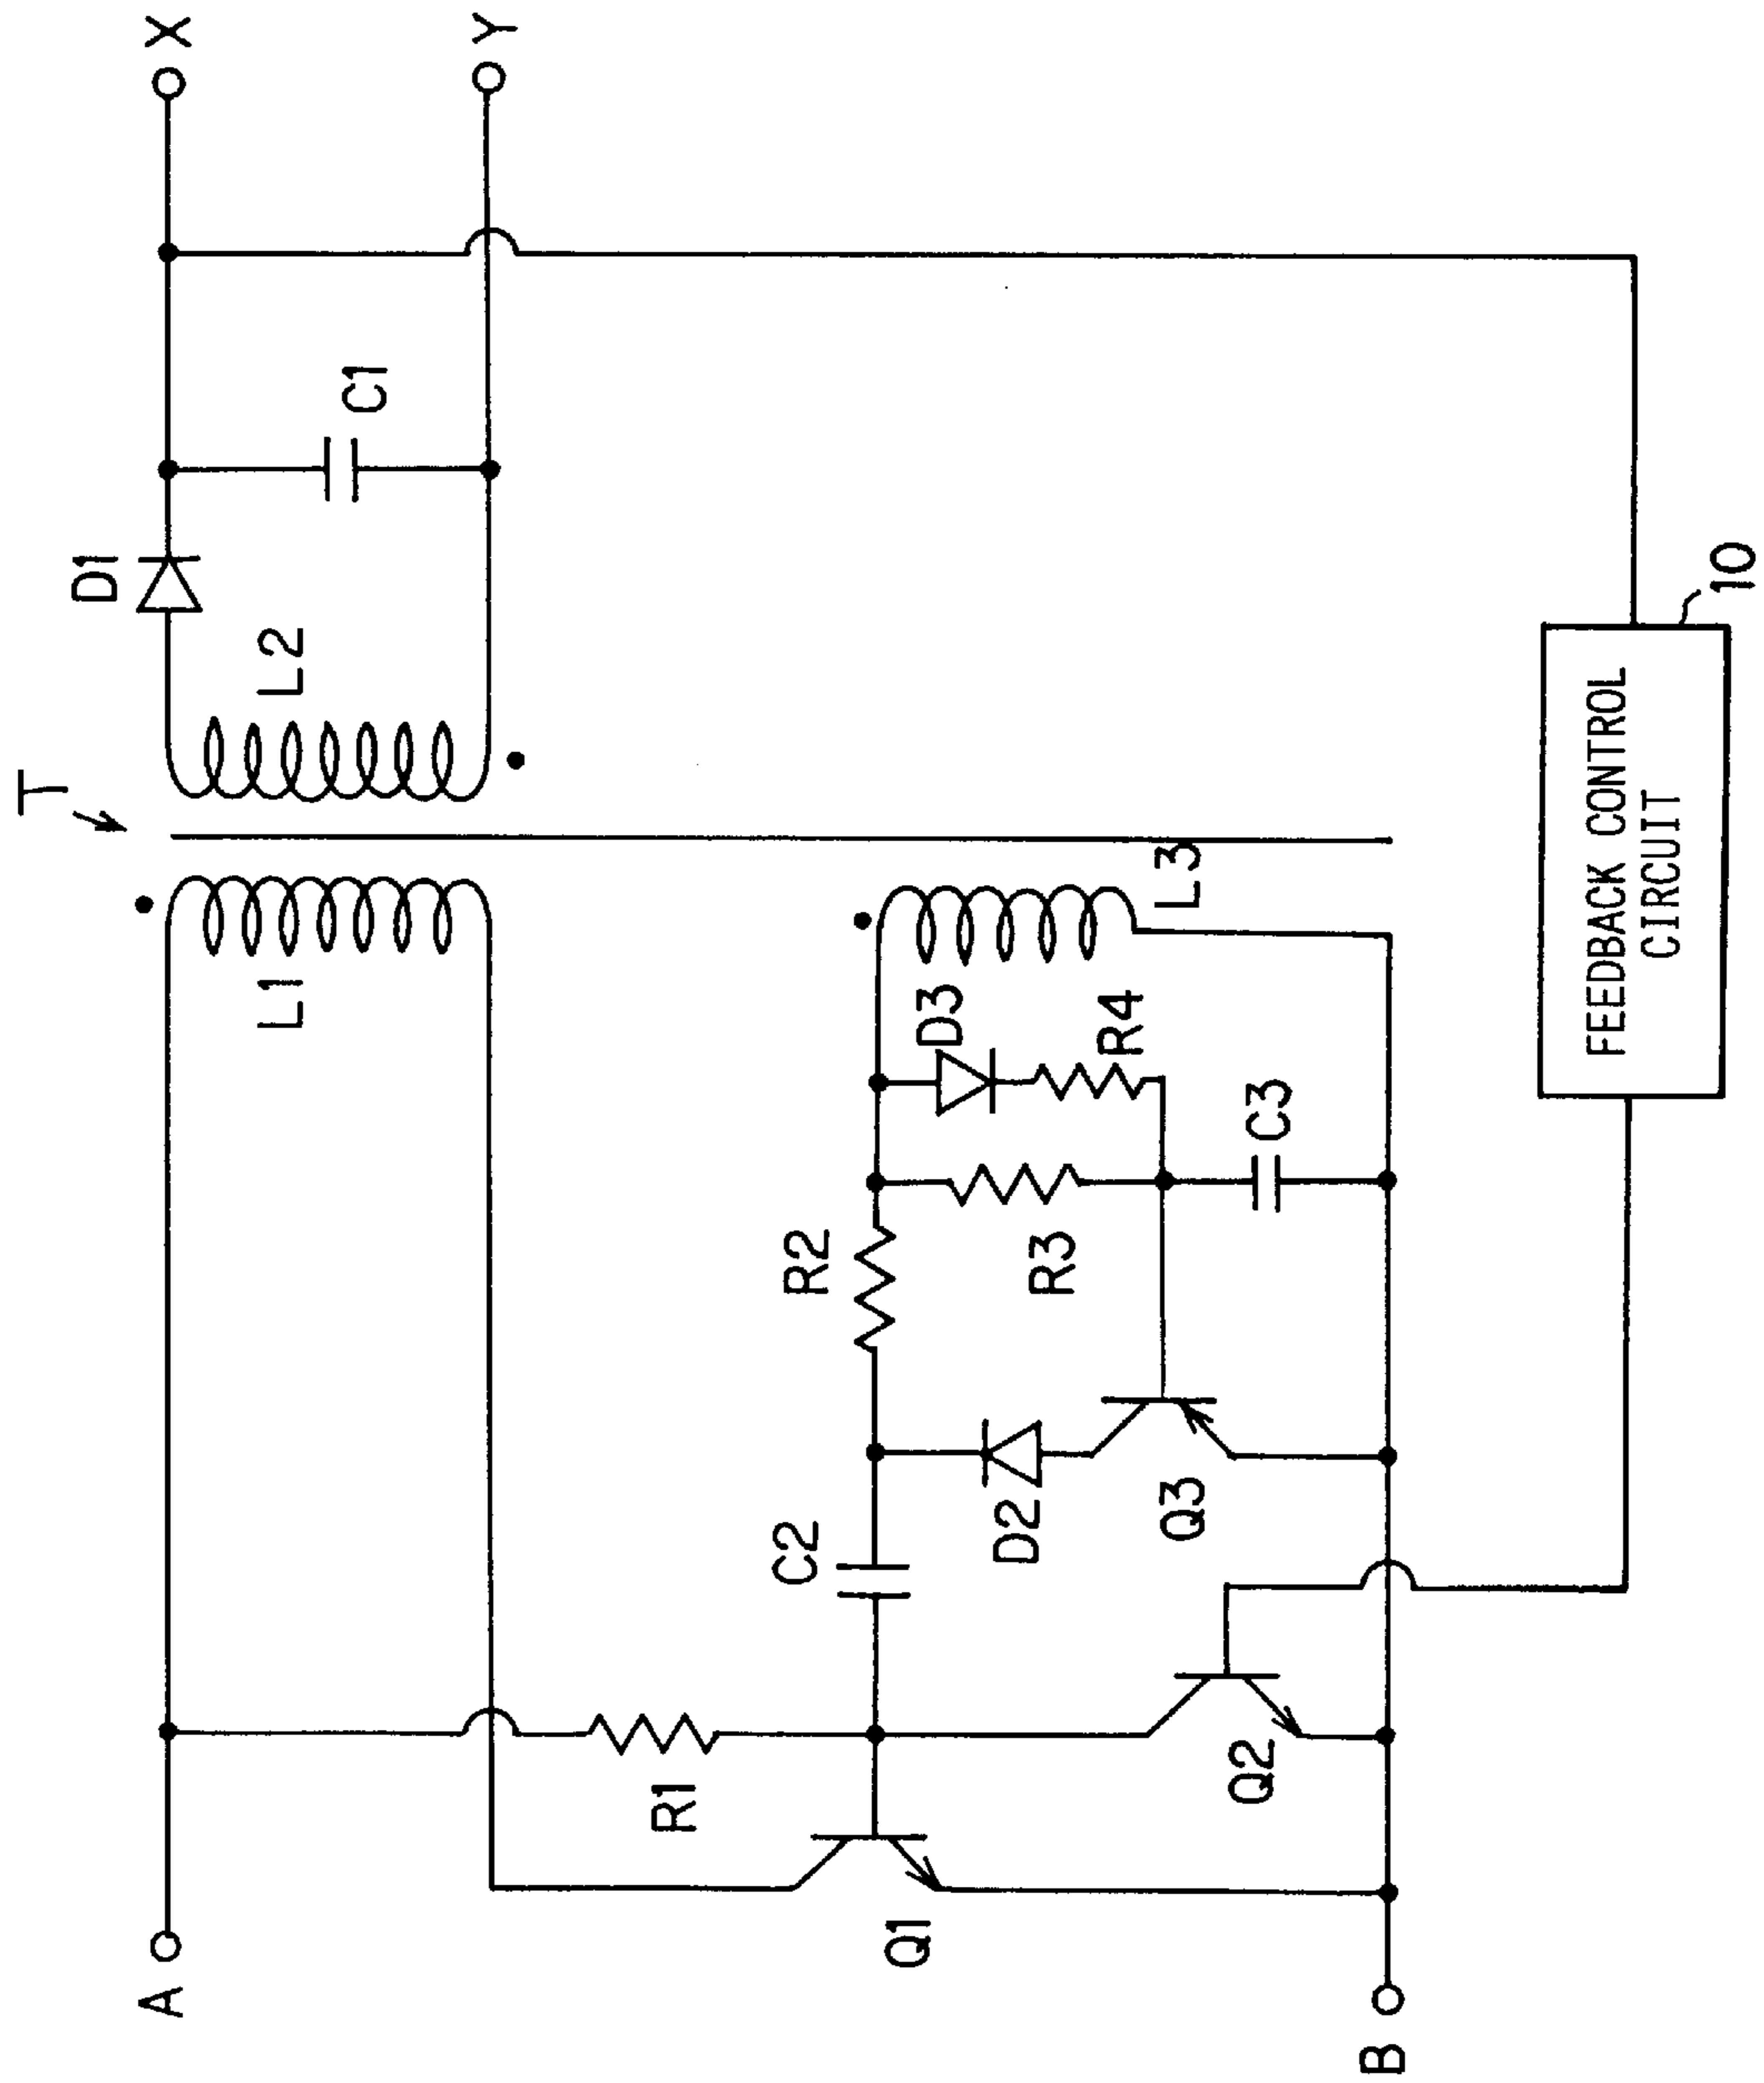 T
D1
X
L1
L2
C1
Y
A
R1
C2
R2
D3
L3
Q1
D2
R3
R4
Q3
C3
Q2
B
FEEDBACK CONTROL
CIRCUIT
10